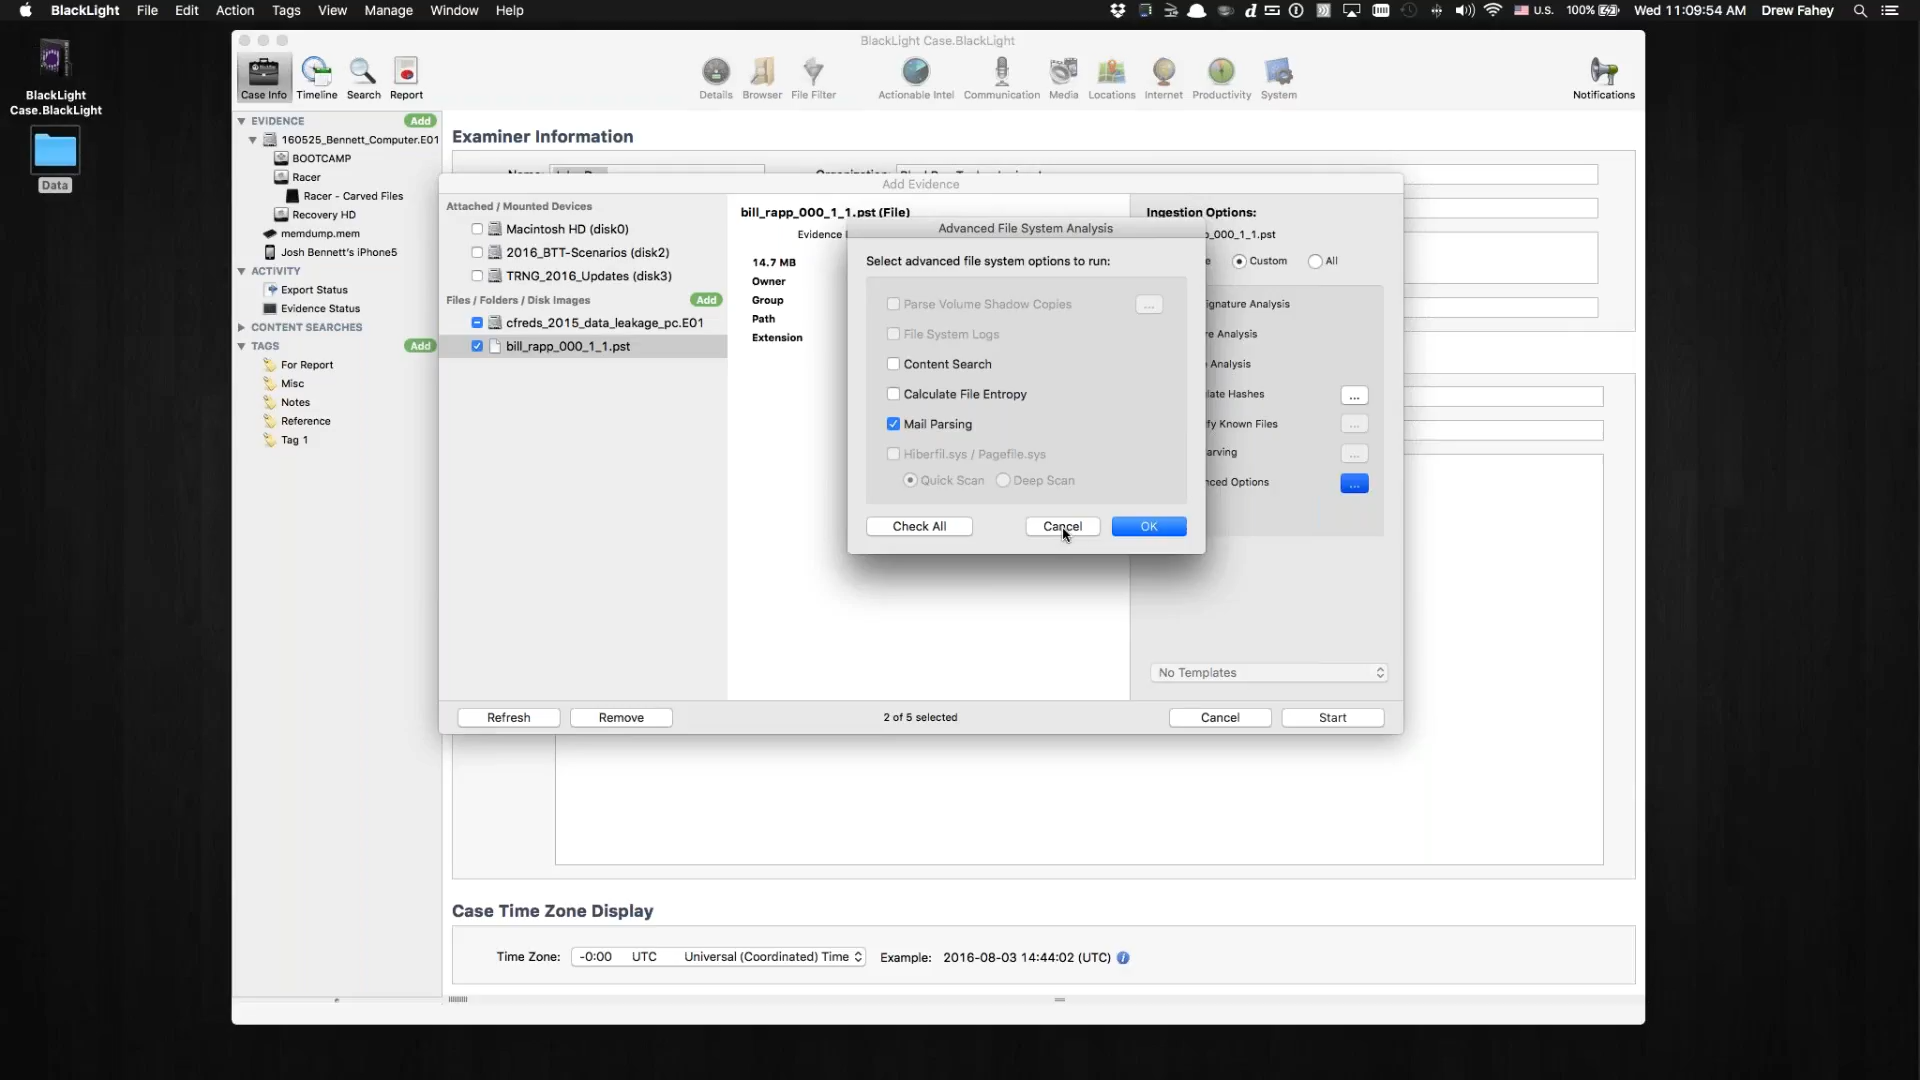 BlackLight File Edit Action Tags View Manage Window Help
U.S. 100% Wed 11:09:54 AM Drew Fahey
BlackLight Case.BlackLight
BlackLight
Case.BlackLight
Data
Case Info Timeline Search Report
Details Browser File Filter Actionable Intel Communication Media Locations Internet Productivity System
Notifications
EVIDENCE Add
160525_Bennett_Computer.E01
BOOTCAMP
Racer
Racer - Carved Files
Recovery HD
memdump.mem
Josh Bennett's iPhone5
ACTIVITY
Export Status
Evidence Status
CONTENT SEARCHES
TAGS Add
For Report
Misc
Notes
Reference
Tag 1
Examiner Information
Add Evidence
Attached / Mounted Devices
Macintosh HD (disk0)
2016_BTT-Scenarios (disk2)
TRNG_2016_Updates (disk3)
Files / Folders / Disk Images Add
cfreds_2015_data_leakage_pc.E01
bill_rapp_000_1_1.pst
bill_rapp_000_1_1.pst (File)
Evidence
14.7 MB
Owner
Group
Path
Extension
Advanced File System Analysis
Select advanced file system options to run:
Parse Volume Shadow Copies ...
File System Logs
Content Search
Calculate File Entropy
Mail Parsing
Hiberfil.sys / Pagefile.sys
Quick Scan Deep Scan
Check All Cancel OK
Ingestion Options:
_000_1_1.pst
Custom All
ignature Analysis
re Analysis
Analysis
late Hashes ...
fy Known Files ...
arving ...
nced Options ...
No Templates
Refresh Remove 2 of 5 selected Cancel Start
Case Time Zone Display
Time Zone: -0:00 UTC Universal (Coordinated) Time Example: 2016-08-03 14:44:02 (UTC)